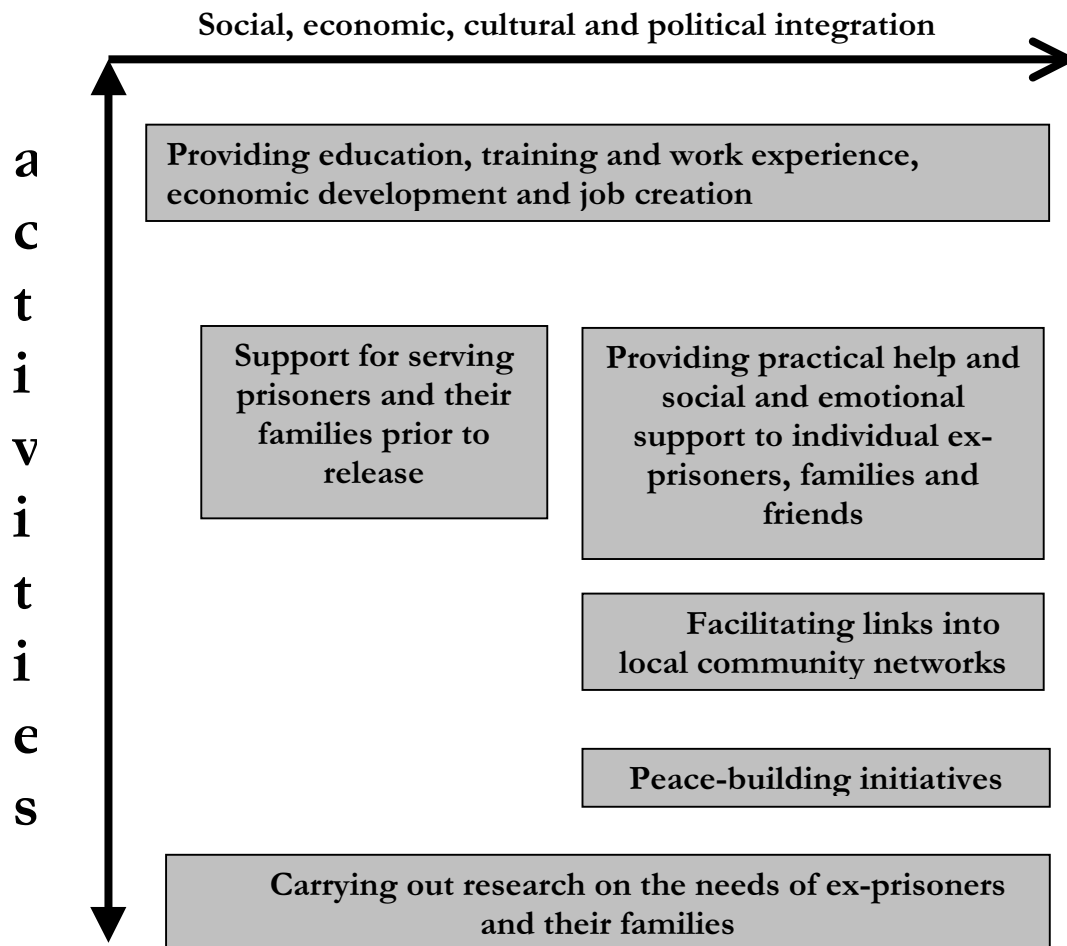 Social, economic, cultural and political integration
activities
Providing education, training and work experience,
economic development and job creation
Support for serving
prisoners and their
families prior to
release
Providing practical help and
social and emotional
support to individual ex-
prisoners, families and
friends
Facilitating links into
local community networks
Peace-building initiatives
Carrying out research on the needs of ex-prisoners
and their families